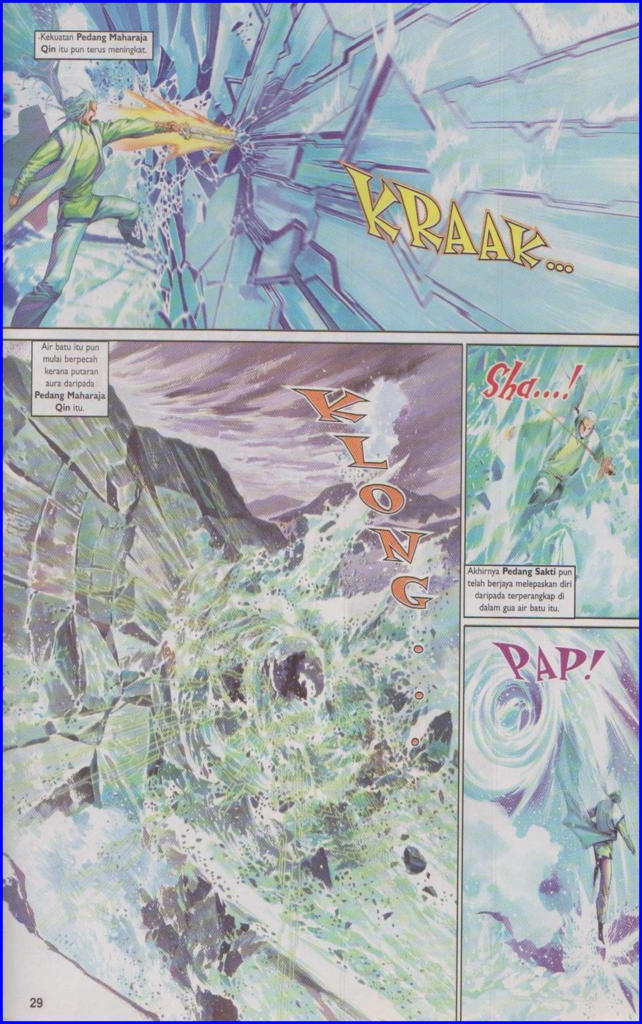 Kekuatan Pedang Maharaja
Qin itu pun terus meningkat.
KRAAK...
Air batu itu pun
mulai berpecah
kerana putaran
aura daripada
Pedang Maharaja
Qin itu.
KLONG...
Sha...!
Akhirnya Pedang Sakti pun
telah berjaya melepaskan diri
daripada terperangkap di
dalam gua air batu itu.
PAP!
29